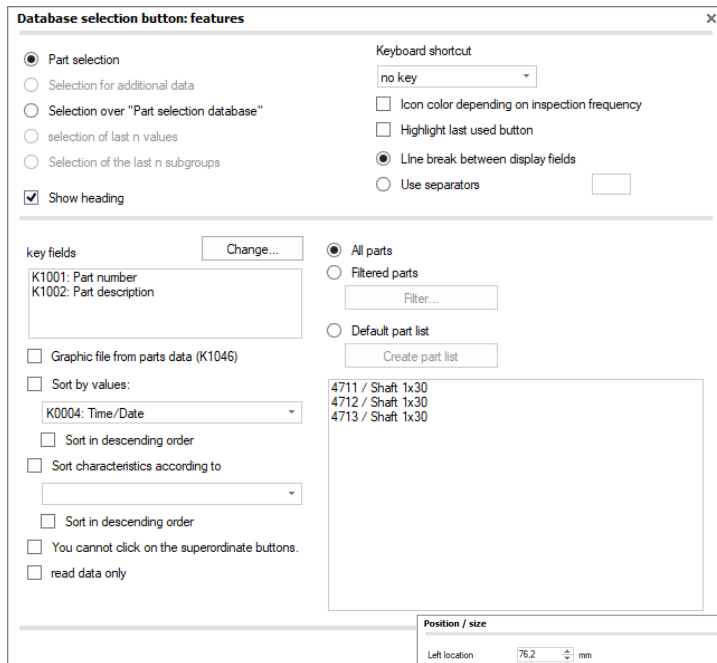 Database selection button: features
Part selection
Selection for additional data
Selection over "Part selection database"
selection of last n values
Selection of the last n subgroups
Show heading
Keyboard shortcut
no key
Icon color depending on inspection frequency
Highlight last used button
LIne break between display fields
Use separators
key fields
Change...
K1001: Part number
K1002: Part description
Graphic file from parts data (K1046)
Sort by values:
K0004: Time/Date
Sort in descending order
Sort characteristics according to
Sort in descending order
You cannot click on the superordinate buttons.
read data only
All parts
Filtered parts
Filter...
Default part list
Create part list
4711 / Shaft 1x30
4712 / Shaft 1x30
4713 / Shaft 1x30
Position / size
Left location 76,2 mm